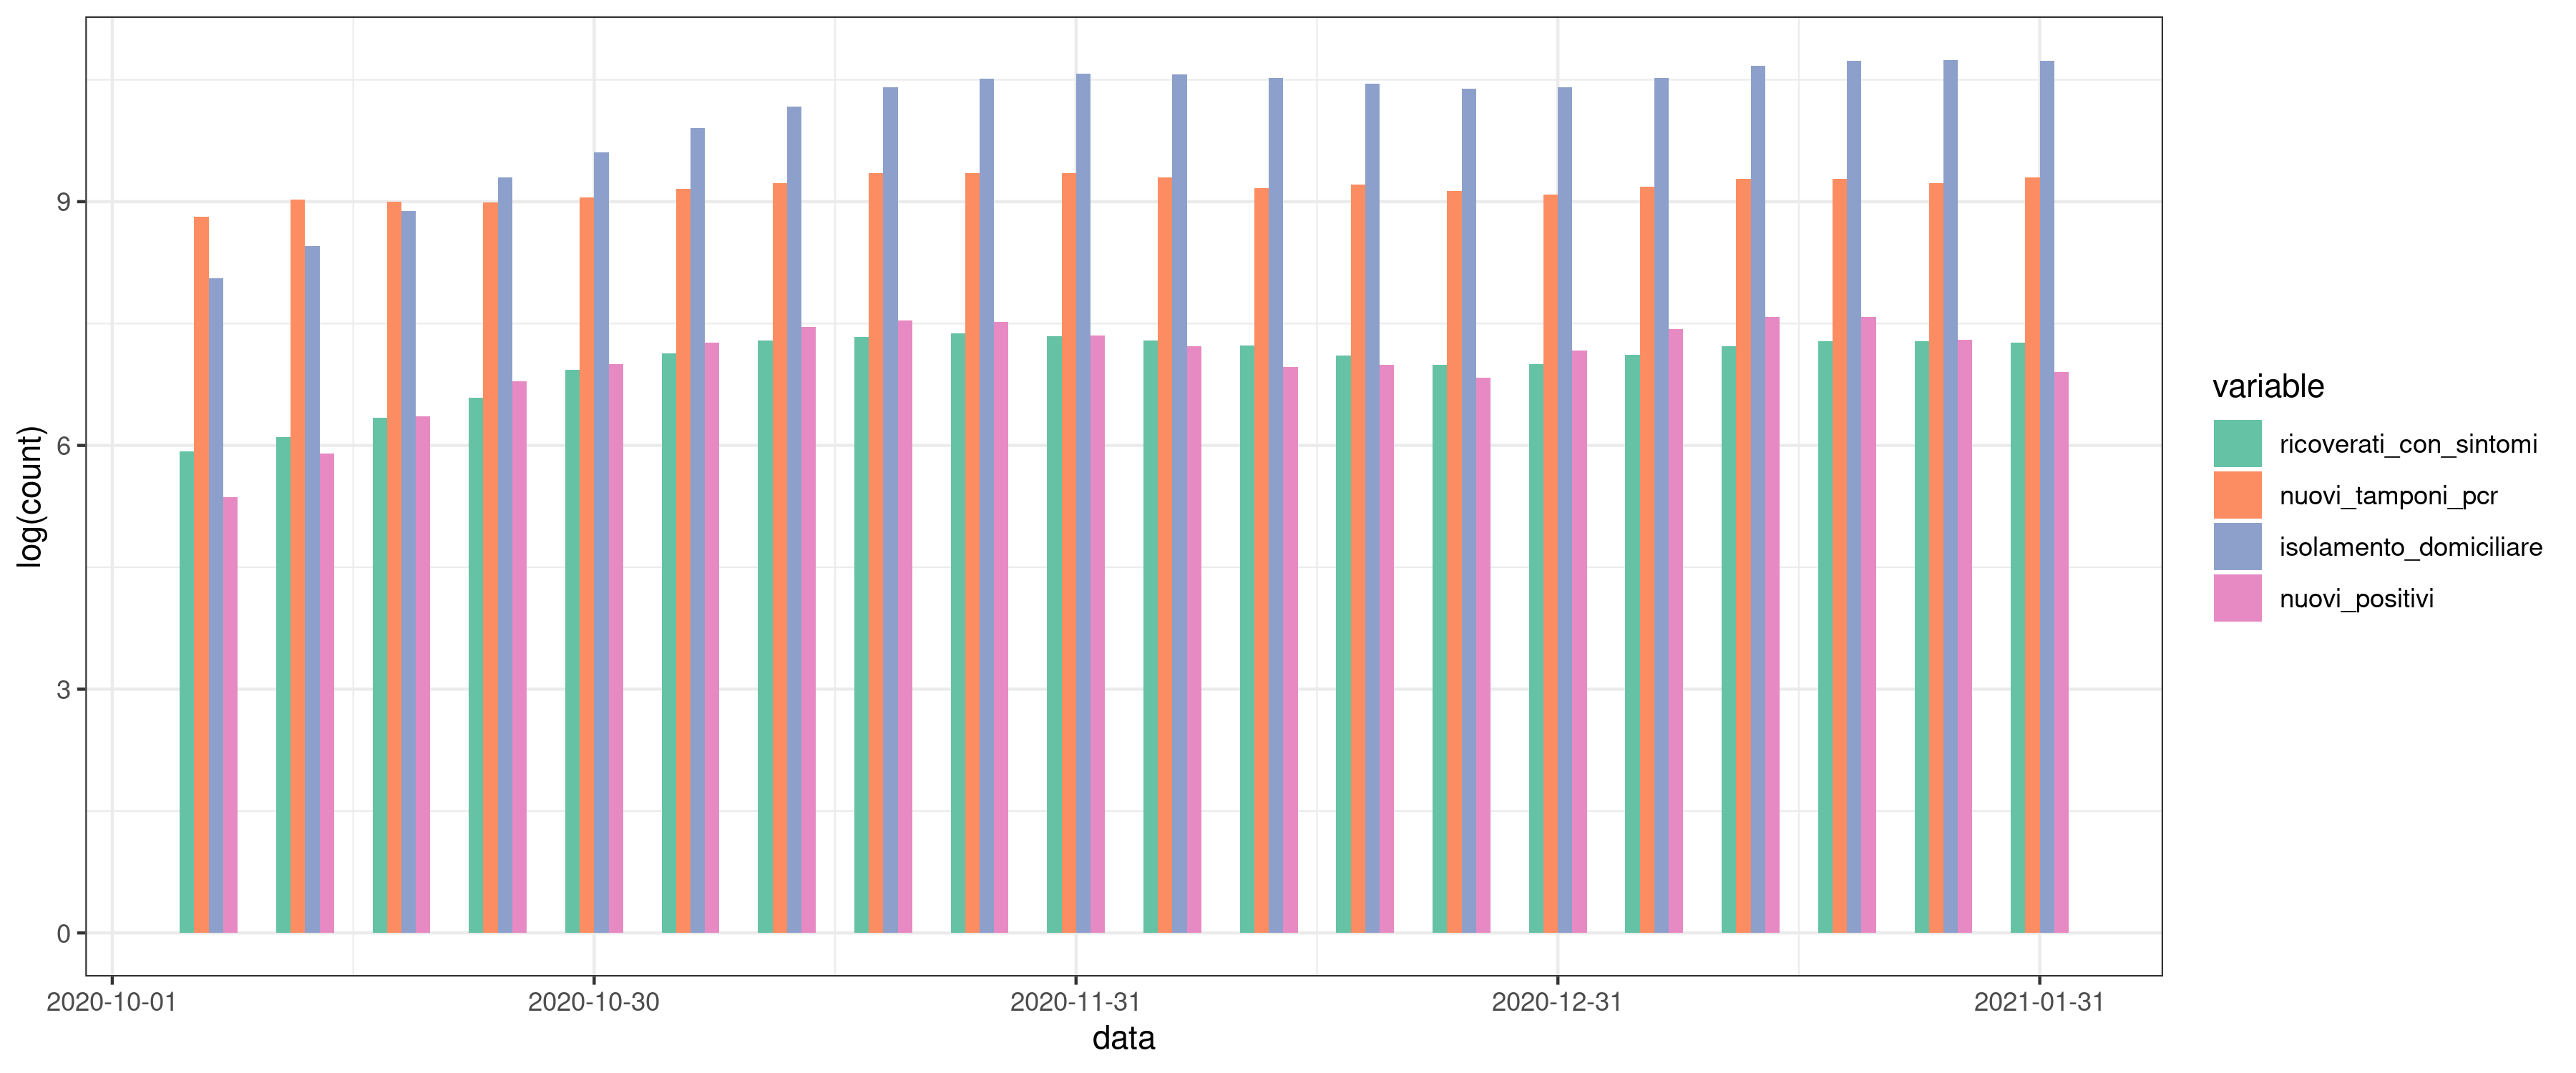 log(count)
9
6
3
0
2020-10-01
2020-10-30
2020-11-31
2020-12-31
2021-01-31
data
variable
ricoverati_con_sintomi
nuovi_tamponi_pcr
isolamento_domiciliare
nuovi_positivi